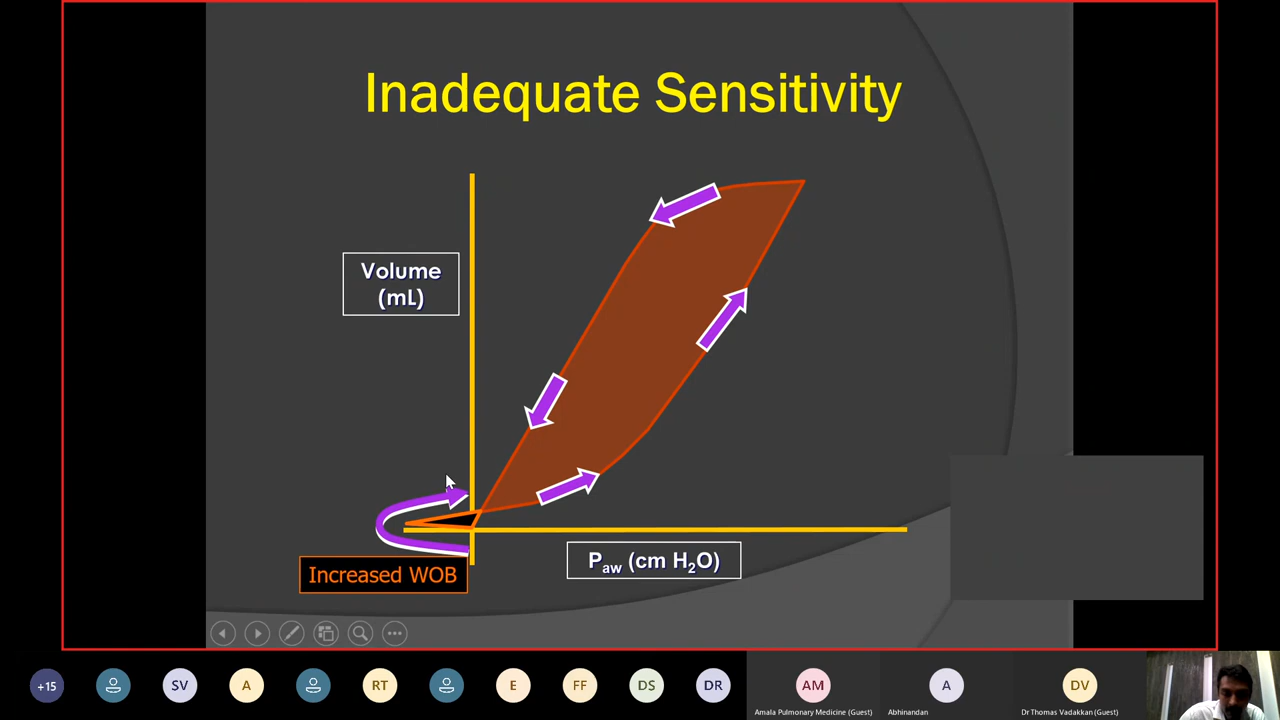 Inadequate Sensitivity
Volume
(mL)
Increased WOB
Paw (cm H2O)
+15
SV
A
RT
E
FF
DS
DR
AM
Amala Pulmonary Medicine (Guest)
A
Abhinandan
DV
Dr Thomas Vadakkan (Guest)